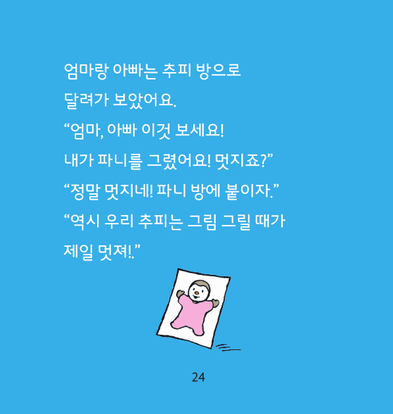 엄마랑 아빠는 추피 방으로
달려가 보았어요.
“엄마, 아빠 이것 보세요!
내가 파니를 그렸어요! 멋지죠?”
“정말 멋지네! 파니 방에 붙이자.”
“역시 우리 추피는 그림 그릴 때가
제일 멋져!.”
24